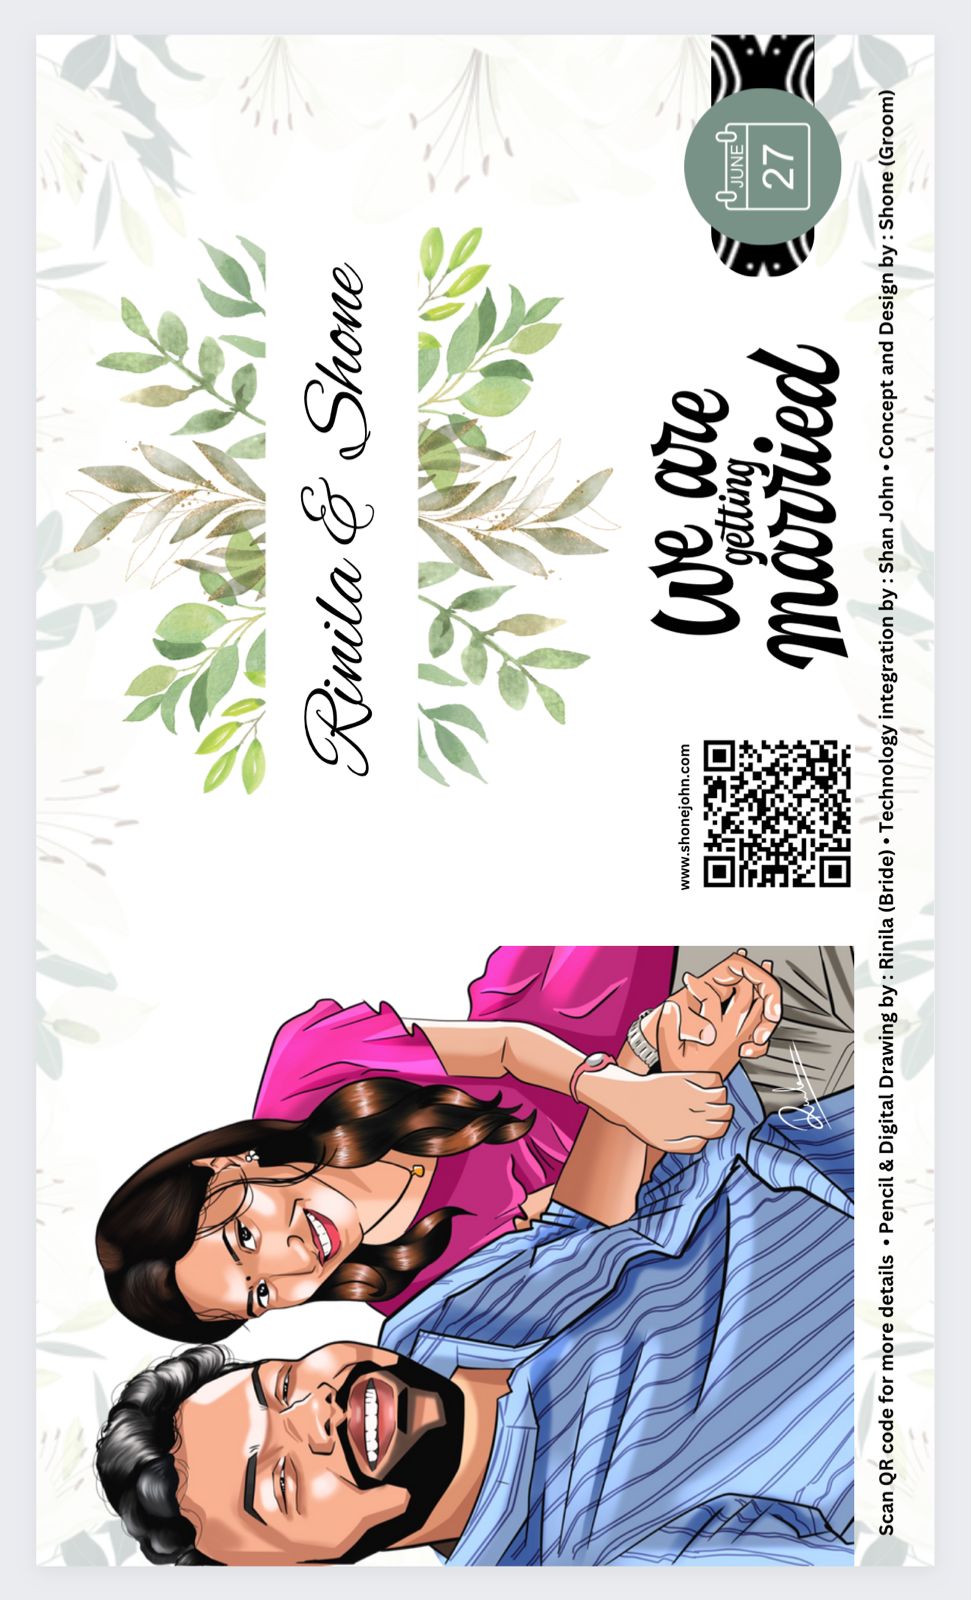 Rinila & Shone
www.shonejohn.com
We are
getting
married
JUNE
27
Rinila
Scan QR code for more details • Pencil & Digital Drawing by : Rinila (Bride) • Technology integration by : Shan John • Concept and Design by : Shone (Groom)